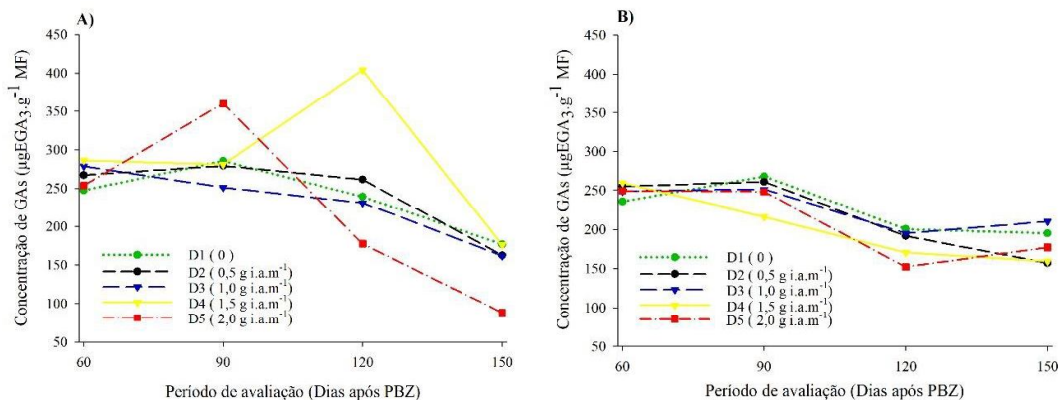 A)
Concentração de GAs (µgEGA₃.g⁻¹ MF)
450
400
350
300
250
200
150
100
50
D1 ( 0 )
D2 ( 0,5 g i.a.m⁻¹)
D3 ( 1,0 g i.a.m⁻¹)
D4 ( 1,5 g i.a.m⁻¹)
D5 ( 2,0 g i.a.m⁻¹)
60 90 120 150
Período de avaliação (Dias após PBZ)
B)
Concentração de GAs (µgEGA₃.g⁻¹ MF)
450
400
350
300
250
200
150
100
50
D1 ( 0 )
D2 ( 0,5 g i.a.m⁻¹)
D3 ( 1,0 g i.a.m⁻¹)
D4 ( 1,5 g i.a.m⁻¹)
D5 ( 2,0 g i.a.m⁻¹)
60 90 120 150
Período de avaliação (Dias após PBZ)